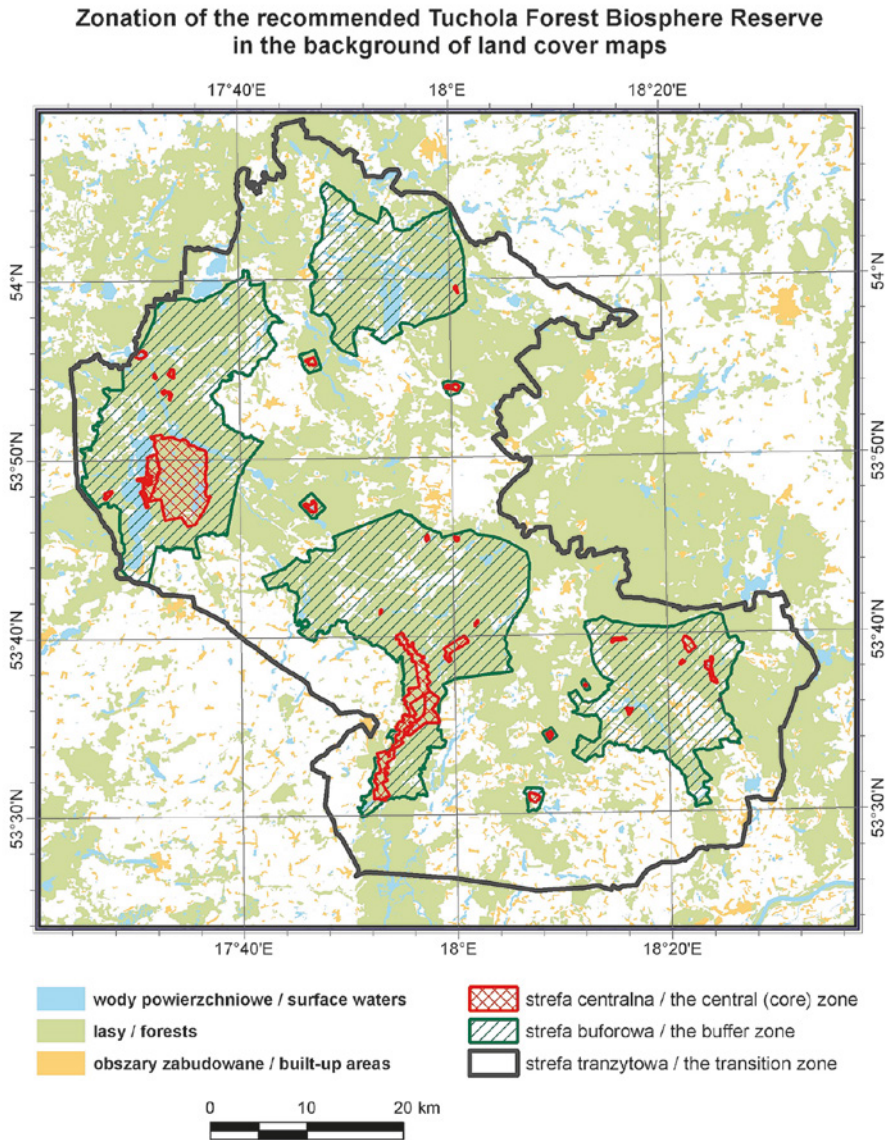 Zonation of the recommended Tuchola Forest Biosphere Reserve
in the background of land cover maps
17°40'E 18°E 18°20'E
54°N 54°N
53°50'N 53°50'N
53°40'N 53°40'N
53°30'N 53°30'N
17°40'E 18°E 18°20'E
wody powierzchniowe / surface waters
lasy / forests
obszary zabudowane / built-up areas
strefa centralna / the central (core) zone
strefa buforowa / the buffer zone
strefa tranzytowa / the transition zone
0 10 20 km